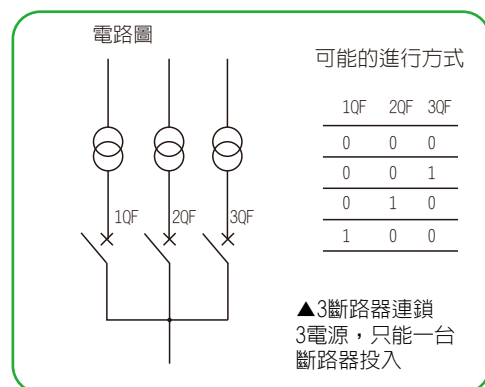 電路圖
可能的進行方式
1QF 2QF 3QF
0 0 0
0 0 1
0 1 0
1 0 0
1QF 2QF 3QF
▲3斷路器連鎖
3電源，只能一台
斷路器投入